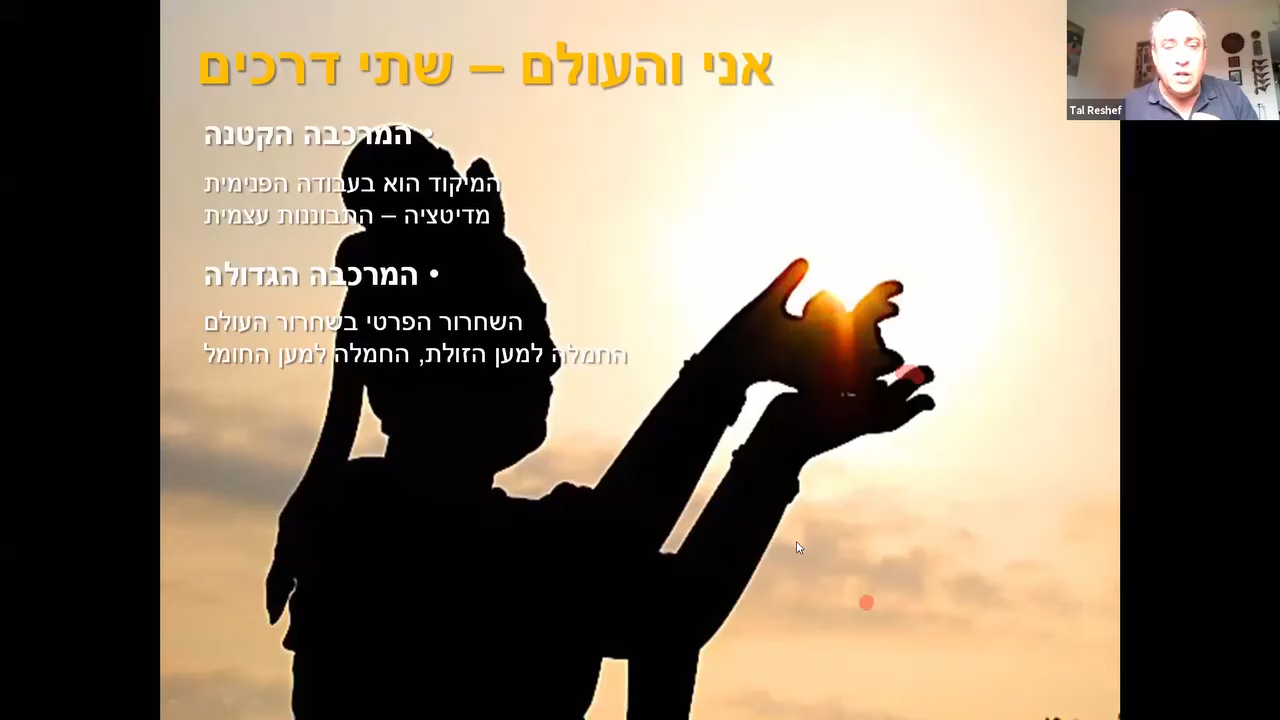 אני והעולם – שתי דרכים
• המרכבה הקטנה
המיקוד הוא בעבודה הפנימית
מדיטציה – התבוננות עצמית
• המרכבה הגדולה
השחרור הפרטי בשחרור העולם
החמלה למען הזולת, החמלה למען החומל
Tal Reshef